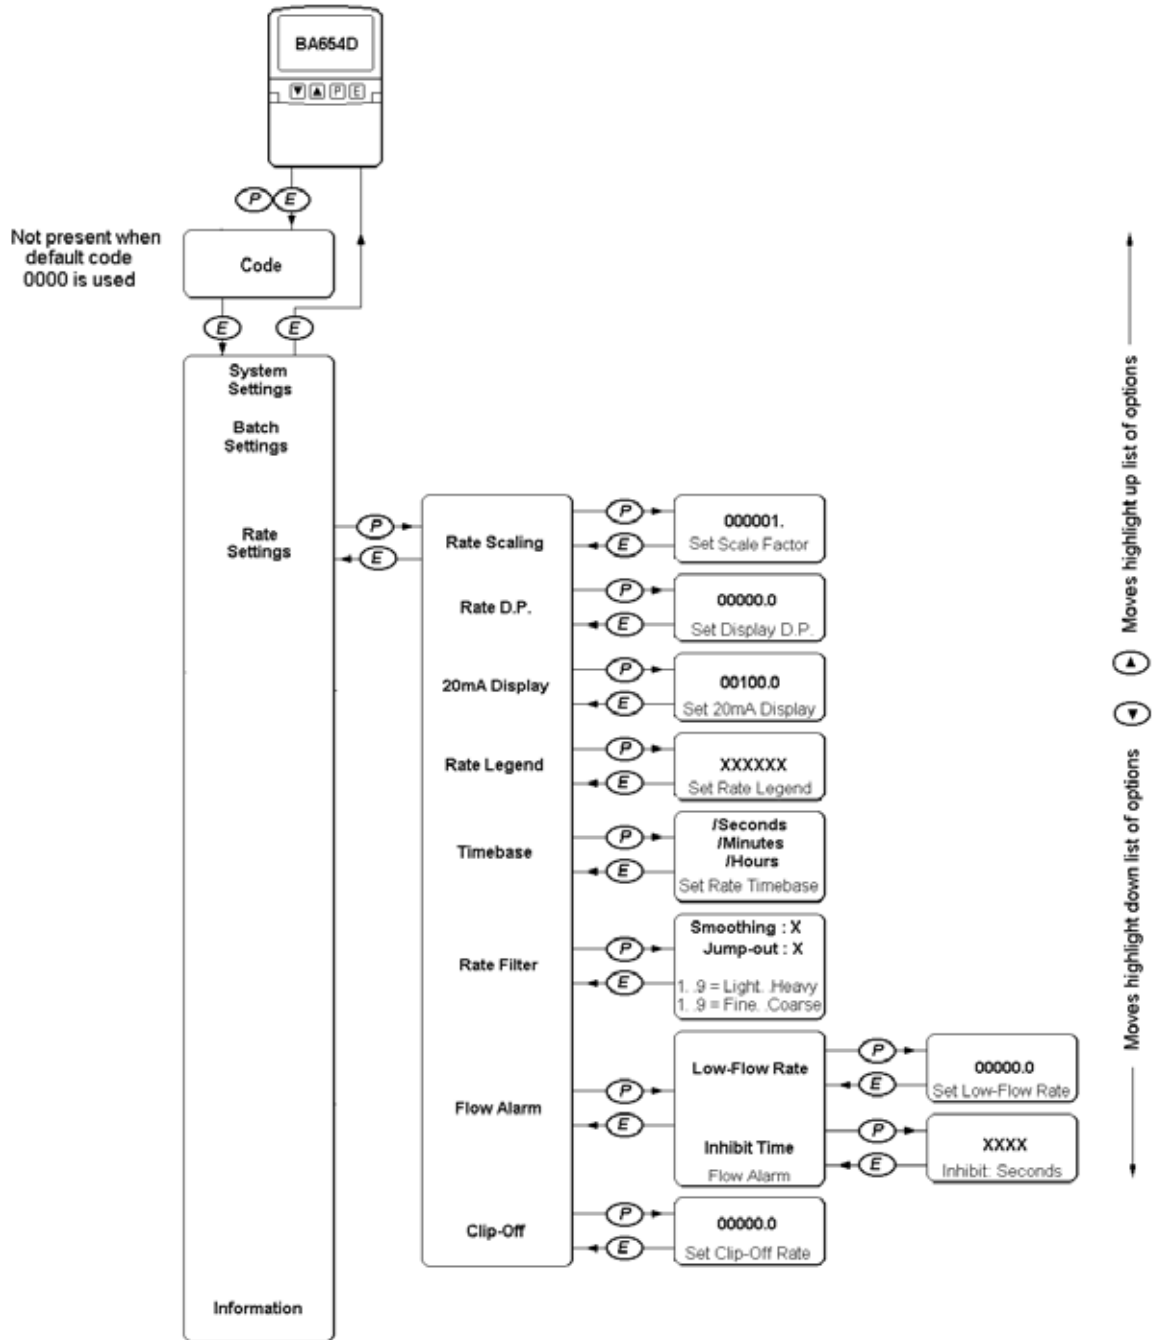 BA654D
▼ ▲ P E
P E
Not present when
default code
0000 is used
Code
E E
System
Settings
Batch
Settings
Rate
Settings
P
E
Rate Scaling
P
E
000001.
Set Scale Factor
Rate D.P.
P
E
00000.0
Set Display D.P.
20mA Display
P
E
00100.0
Set 20mA Display
Rate Legend
P
E
XXXXXX
Set Rate Legend
Timebase
P
E
/Seconds
/Minutes
/Hours
Set Rate Timebase
Rate Filter
P
E
Smoothing : X
Jump-out : X
1. .9 = Light. .Heavy
1. .9 = Fine. .Coarse
Flow Alarm
P
E
Low-Flow Rate
P
E
00000.0
Set Low-Flow Rate
Inhibit Time
Flow Alarm
P
E
XXXX
Inhibit: Seconds
Clip-Off
P
E
00000.0
Set Clip-Off Rate
Information
Moves highlight up list of options
▲
▼
Moves highlight down list of options